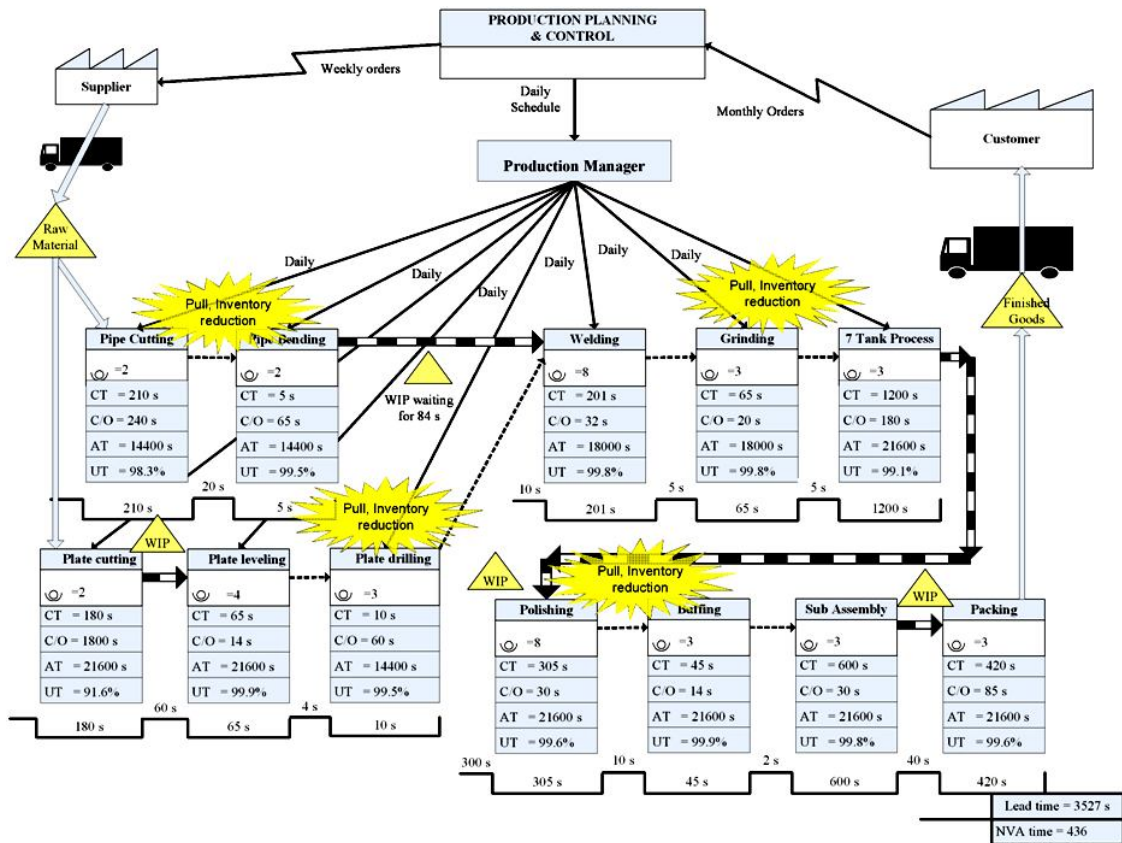 PRODUCTION PLANNING
& CONTROL
Weekly orders
Supplier
Daily
Schedule
Monthly Orders
Customer
Production Manager
Raw
Material
Daily
Daily
Daily
Daily
Daily
Daily
Pull, Inventory
reduction
Pull, Inventory
reduction
Finished
Goods
Pipe Cutting
=2
CT = 210 s
C/O = 240 s
AT = 14400 s
UT = 98.3%
Pipe Bending
=2
CT = 5 s
C/O = 65 s
AT = 14400 s
UT = 99.5%
WIP waiting
for 84 s
Welding
=8
CT = 201 s
C/O = 32 s
AT = 18000 s
UT = 99.8%
Grinding
=3
CT = 65 s
C/O = 20 s
AT = 18000 s
UT = 99.8%
7 Tank Process
=3
CT = 1200 s
C/O = 180 s
AT = 21600 s
UT = 99.1%
210 s
20 s
5 s
10 s
201 s
5 s
65 s
5 s
1200 s
Pull, Inventory
reduction
WIP
Plate cutting
=2
CT = 180 s
C/O = 1800 s
AT = 21600 s
UT = 91.6%
Plate leveling
=4
CT = 65 s
C/O = 14 s
AT = 21600 s
UT = 99.9%
Plate drilling
=3
CT = 10 s
C/O = 60 s
AT = 14400 s
UT = 99.5%
180 s
60 s
65 s
4 s
10 s
WIP
Pull, Inventory
reduction
WIP
Polishing
=8
CT = 305 s
C/O = 30 s
AT = 21600 s
UT = 99.6%
Buffing
=3
CT = 45 s
C/O = 14 s
AT = 21600 s
UT = 99.9%
Sub Assembly
=3
CT = 600 s
C/O = 30 s
AT = 21600 s
UT = 99.8%
Packing
=3
CT = 420 s
C/O = 85 s
AT = 21600 s
UT = 99.6%
300 s
305 s
10 s
45 s
2 s
600 s
40 s
420 s
Lead time = 3527 s
NVA time = 436